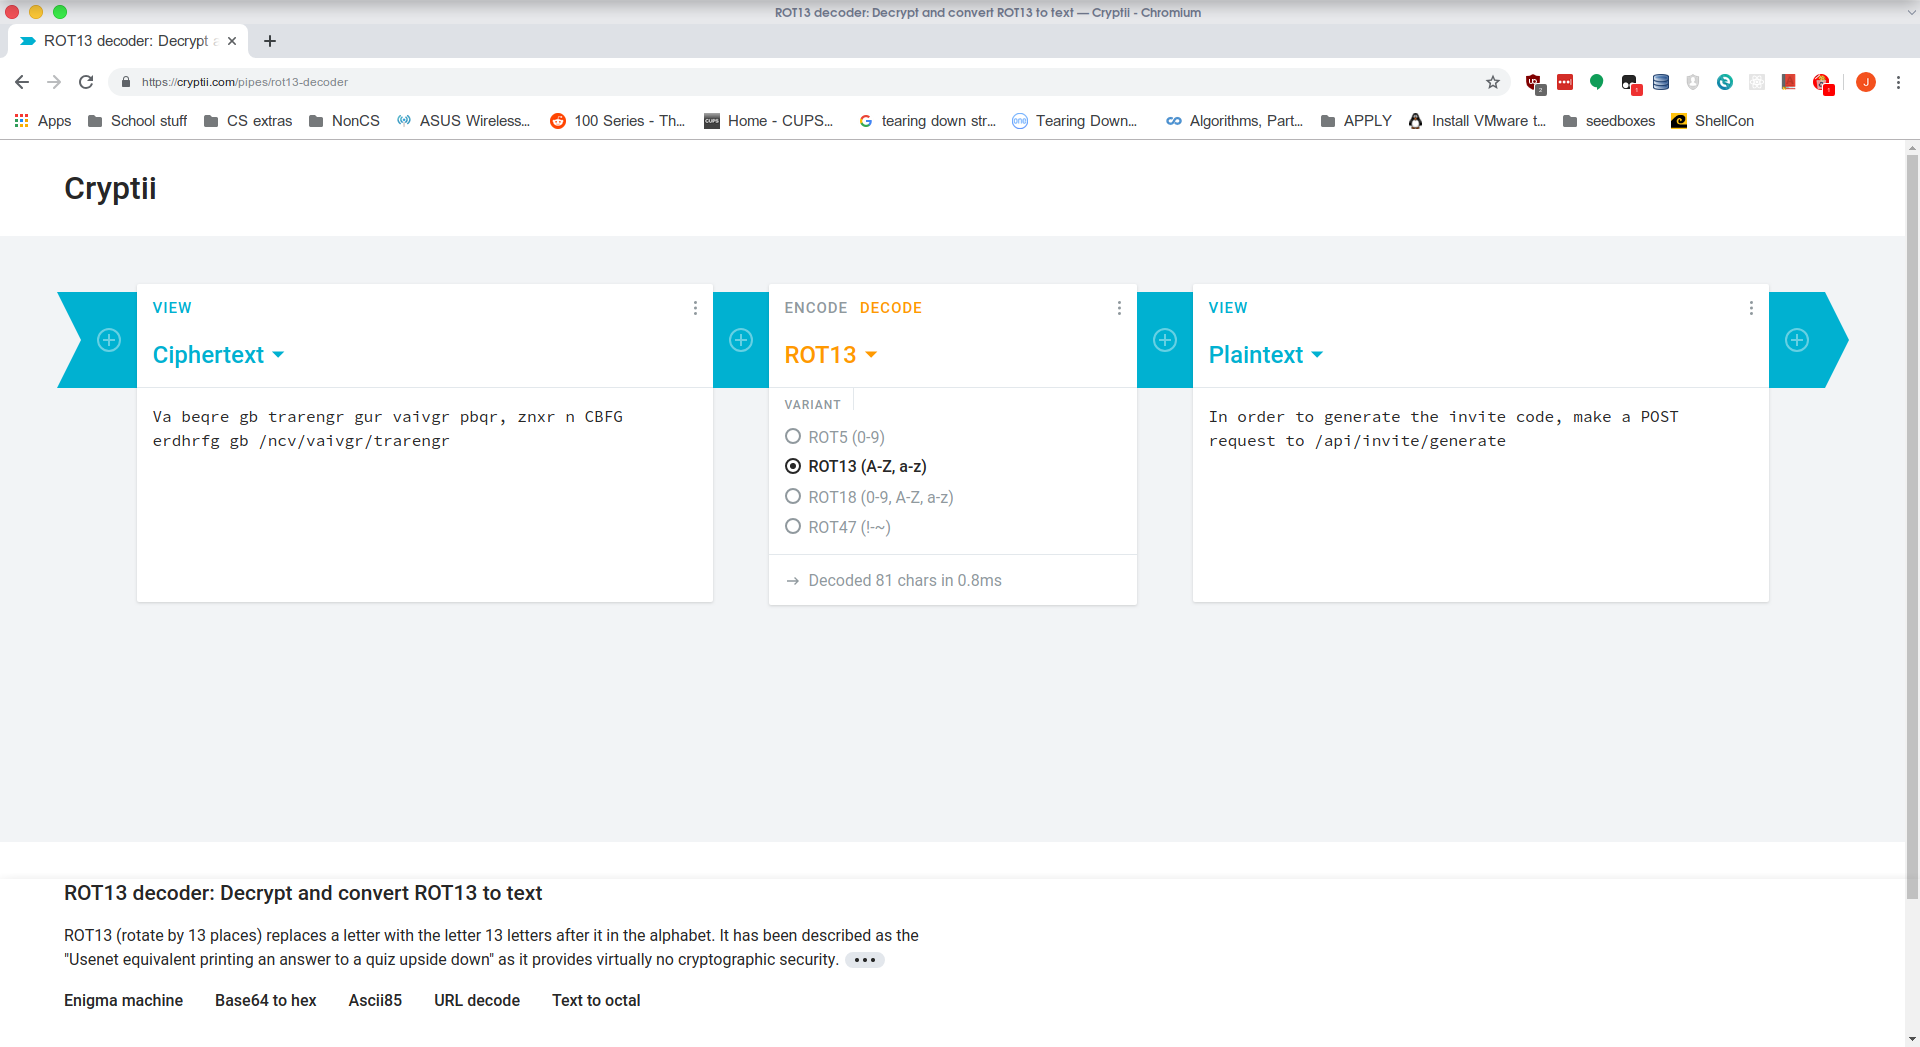 ROT13 decoder: Decrypt and convert ROT13 to text — Cryptii - Chromium
ROT13 decoder: Decrypt a
https://cryptii.com/pipes/rot13-decoder
Apps School stuff CS extras NonCS ASUS Wireless... 100 Series - Th... Home - CUPS... tearing down str... Tearing Down... Algorithms, Part... APPLY Install VMware t... seedboxes ShellCon
Cryptii
VIEW
Ciphertext
Va beqre gb trarengr gur vaivgr pbqr, znxr n CBFG
erdhrfg gb /ncv/vaivgr/trarengr
ENCODE DECODE
ROT13
VARIANT
ROT5 (0-9)
ROT13 (A-Z, a-z)
ROT18 (0-9, A-Z, a-z)
ROT47 (!-~)
→ Decoded 81 chars in 0.8ms
VIEW
Plaintext
In order to generate the invite code, make a POST
request to /api/invite/generate
ROT13 decoder: Decrypt and convert ROT13 to text
ROT13 (rotate by 13 places) replaces a letter with the letter 13 letters after it in the alphabet. It has been described as the
"Usenet equivalent printing an answer to a quiz upside down" as it provides virtually no cryptographic security.
Enigma machine Base64 to hex Ascii85 URL decode Text to octal